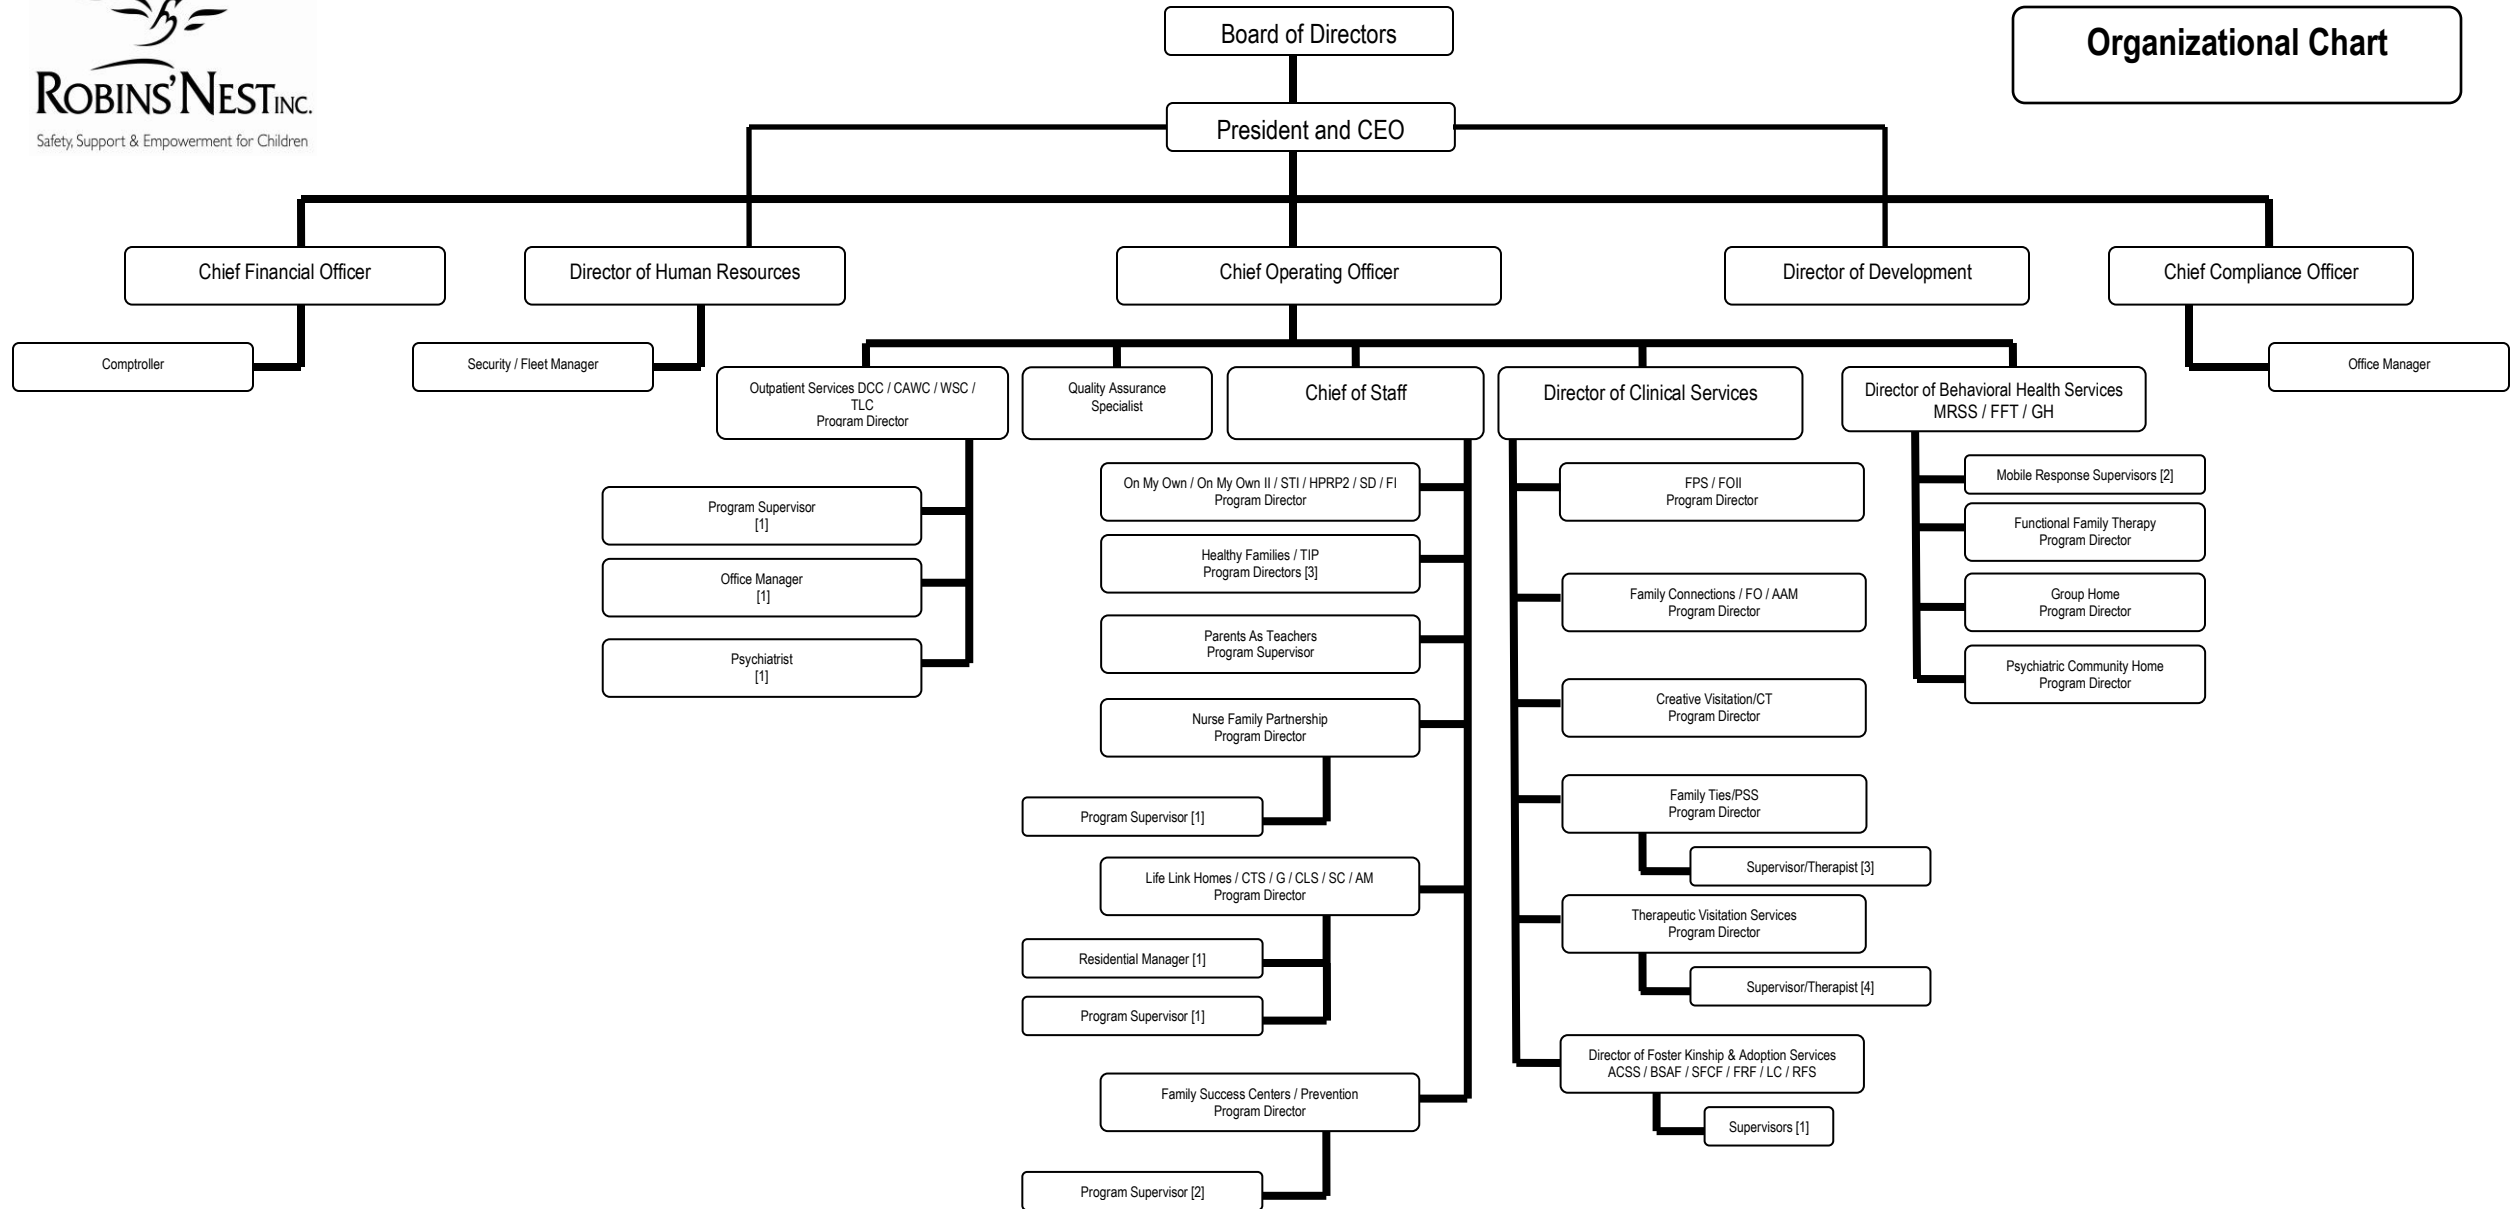 Board of Directors
Organizational Chart
ROBINS' NEST INC.
Safety, Support & Empowerment for Children
President and CEO
Chief Financial Officer
Director of Human Resources
Chief Operating Officer
Director of Development
Chief Compliance Officer
Comptroller
Security / Fleet Manager
Office Manager
Outpatient Services DCC / CAWC / WSC /
TLC
Program Director
Quality Assurance
Specialist
Chief of Staff
Director of Clinical Services
Director of Behavioral Health Services
MRSS / FFT / GH
Program Supervisor
[1]
Office Manager
[1]
Psychiatrist
[1]
On My Own / On My Own II / STI / HPRP2 / SD / FI
Program Director
Healthy Families / TIP
Program Directors [3]
Parents As Teachers
Program Supervisor
Nurse Family Partnership
Program Director
Program Supervisor [1]
Life Link Homes / CTS / G / CLS / SC / AM
Program Director
Residential Manager [1]
Program Supervisor [1]
Family Success Centers / Prevention
Program Director
Program Supervisor [2]
FPS / FOII
Program Director
Family Connections / FO / AAM
Program Director
Creative Visitation/CT
Program Director
Family Ties/PSS
Program Director
Supervisor/Therapist [3]
Therapeutic Visitation Services
Program Director
Supervisor/Therapist [4]
Director of Foster Kinship & Adoption Services
ACSS / BSAF / SFCF / FRF / LC / RFS
Supervisors [1]
Mobile Response Supervisors [2]
Functional Family Therapy
Program Director
Group Home
Program Director
Psychiatric Community Home
Program Director